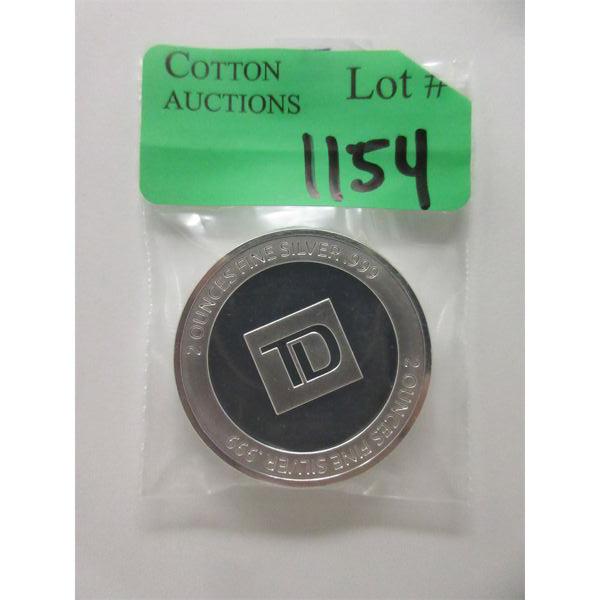 COTTON
AUCTIONS
Lot #
1154
2 OUNCES FINE SILVER .999
TD
2 OUNCES FINE SILVER .999